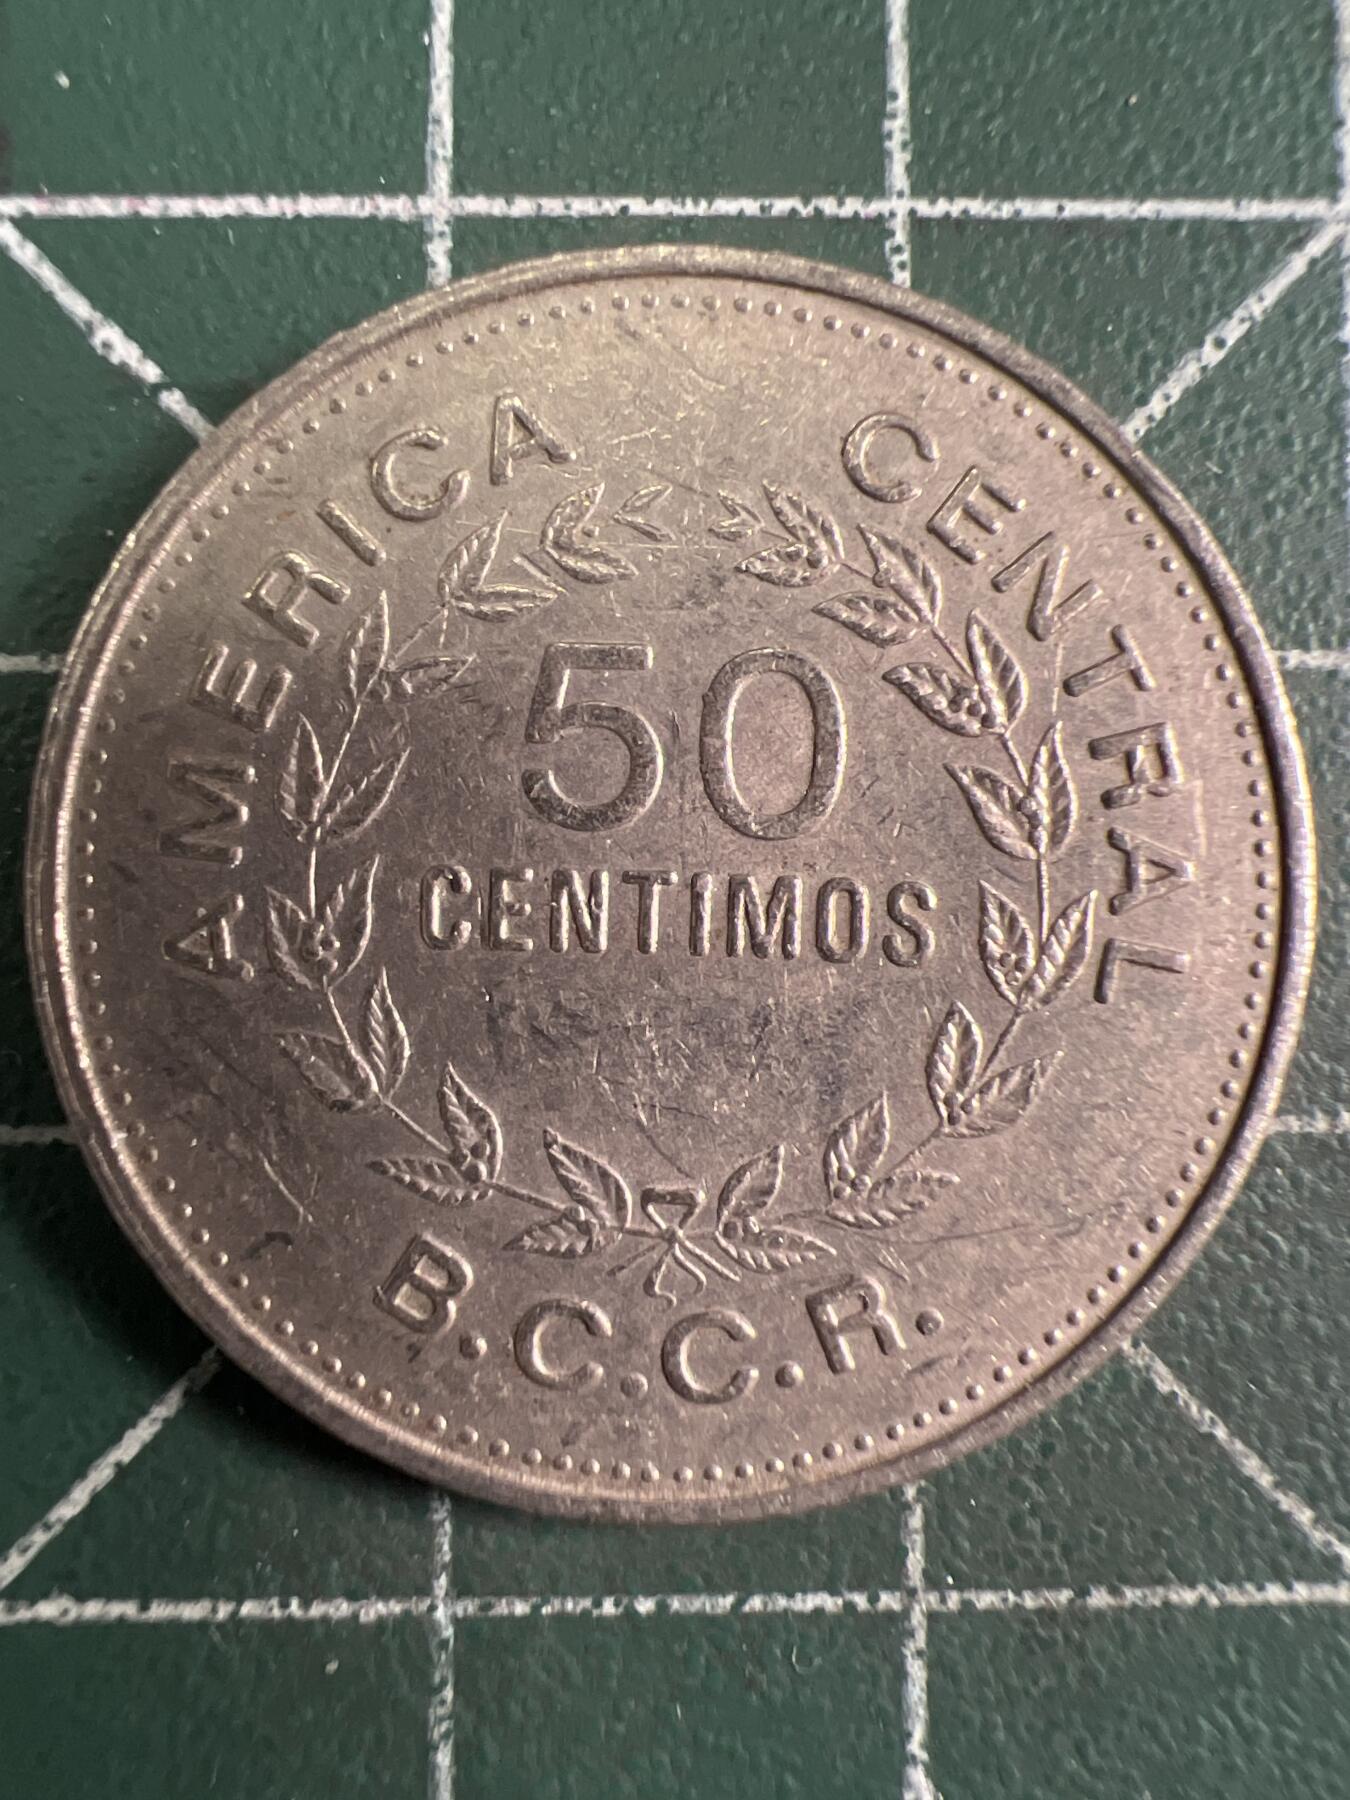 AMERICA CENTRAL
50
CENTIMOS
B.C.C.R.